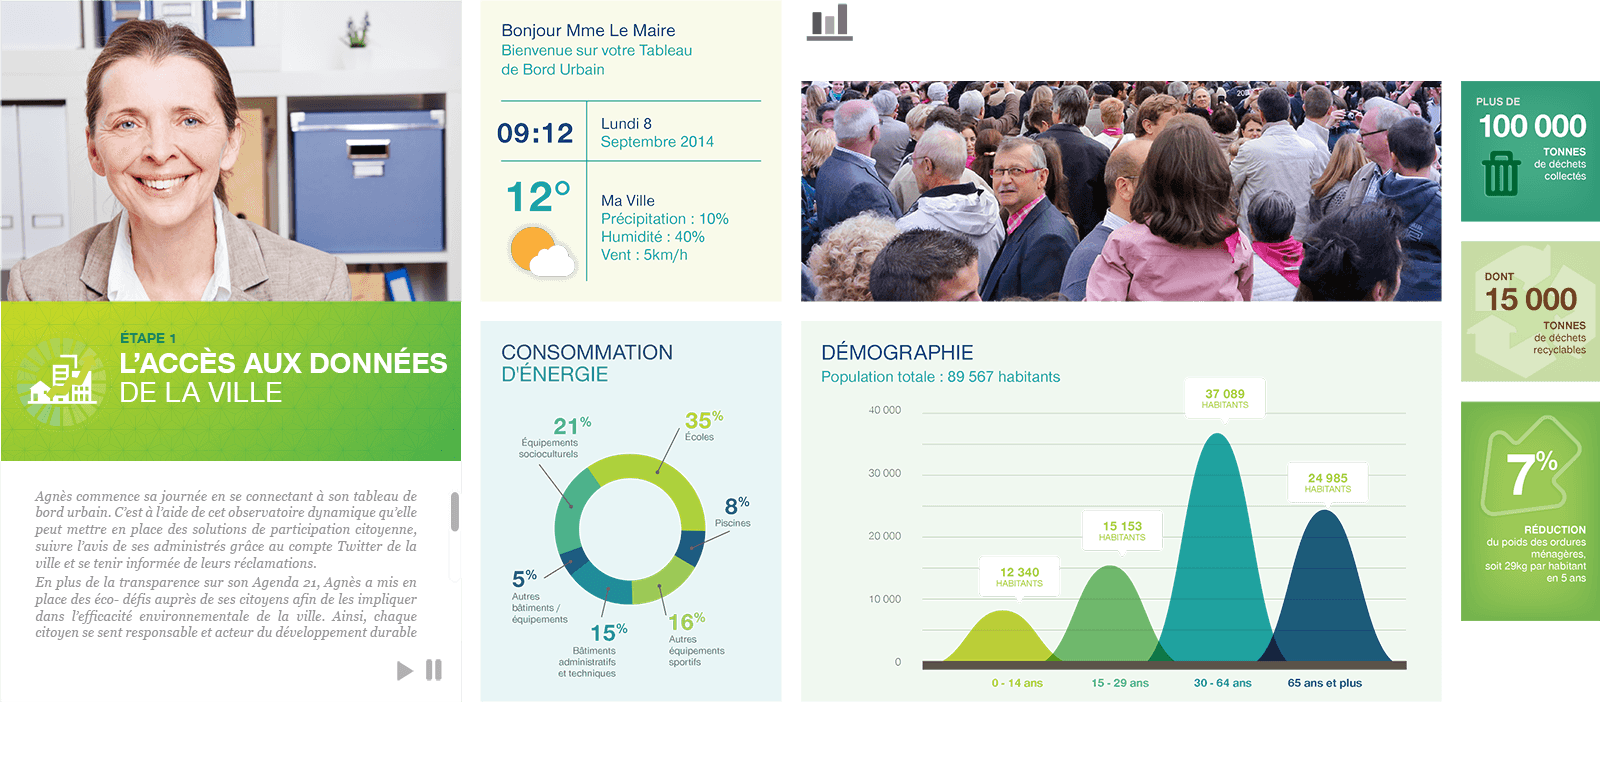 ÉTAPE 1
L'ACCÈS AUX DONNÉES
DE LA VILLE
Agnès commence sa journée en se connectant à son tableau de
bord urbain. C'est à l'aide de cet observatoire dynamique qu'elle
peut mettre en place des solutions de participation citoyenne,
suivre l'avis de ses administrés grâce au compte Twitter de la
ville et se tenir informée de leurs réclamations.
En plus de la transparence sur son Agenda 21, Agnès a mis en
place des éco- défis auprès de ses citoyens afin de les impliquer
dans l'efficacité environnementale de la ville. Ainsi, chaque
citoyen se sent responsable et acteur du développement durable
Bonjour Mme Le Maire
Bienvenue sur votre Tableau
de Bord Urbain
09:12
Lundi 8
Septembre 2014
12°
Ma Ville
Précipitation : 10%
Humidité : 40%
Vent : 5km/h
CONSOMMATION
D'ÉNERGIE
21%
Équipements
socioculturels
35%
Écoles
8%
Piscines
5%
Autres
bâtiments /
équipements
15%
Bâtiments
administratifs
et techniques
16%
Autres
équipements
sportifs
DÉMOGRAPHIE
Population totale : 89 567 habitants
40 000
30 000
20 000
10 000
0
12 340
HABITANTS
15 153
HABITANTS
37 089
HABITANTS
24 985
HABITANTS
0 - 14 ans
15 - 29 ans
30 - 64 ans
65 ans et plus
PLUS DE
100 000
TONNES
de déchets
collectés
DONT
15 000
TONNES
de déchets
recyclables
7%
RÉDUCTION
du poids des ordures
ménagères,
soit 29kg par habitant
en 5 ans